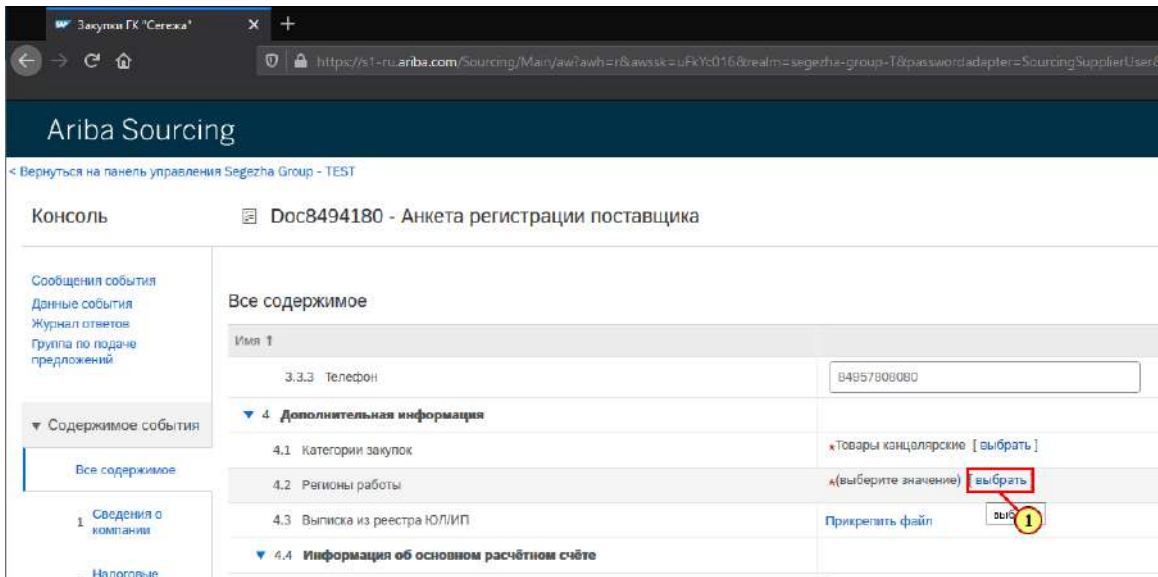 Закупки ГК "Сегежа"
https://s1-ru.ariba.com/Sourcing/Main/aw?awh=r&awssk=uFkYc016&realm=segezha-group-T&passwordadapter=SourcingSupplierUser&
Ariba Sourcing
< Вернуться на панель управления Segezha Group - TEST
Консоль
Doc8494180 - Анкета регистрации поставщика
Сообщения события
Данные события
Журнал ответов
Группа по подаче
предложений
▼ Содержимое события
Все содержимое
1 Сведения о
компании
Налоговые
Все содержимое
Имя ↑
3.3.3 Телефон 84957808080
▼ 4 Дополнительная информация
4.1 Категории закупок *Товары канцелярские [ выбрать ]
4.2 Регионы работы *(выберите значение) [ выбрать
4.3 Выписка из реестра ЮЛ/ИП Прикрепить файл
1
▼ 4.4 Информация об основном расчётном счёте